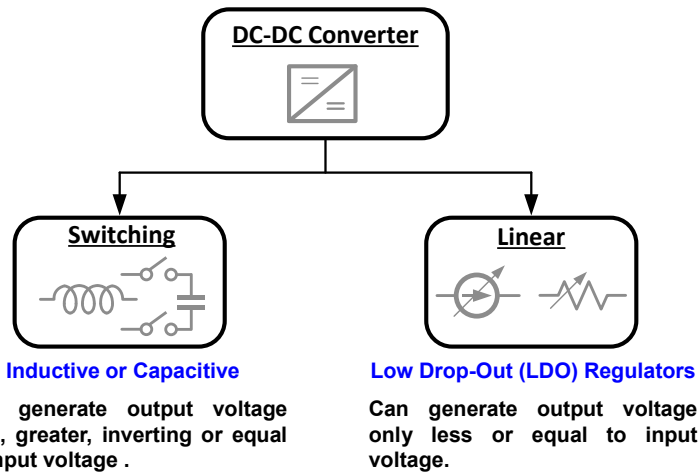 DC-DC Converter
Switching
Linear
Inductive or Capacitive
Low Drop-Out (LDO) Regulators
generate output voltage
, greater, inverting or equal
input voltage .
Can generate output voltage
only less or equal to input
voltage.